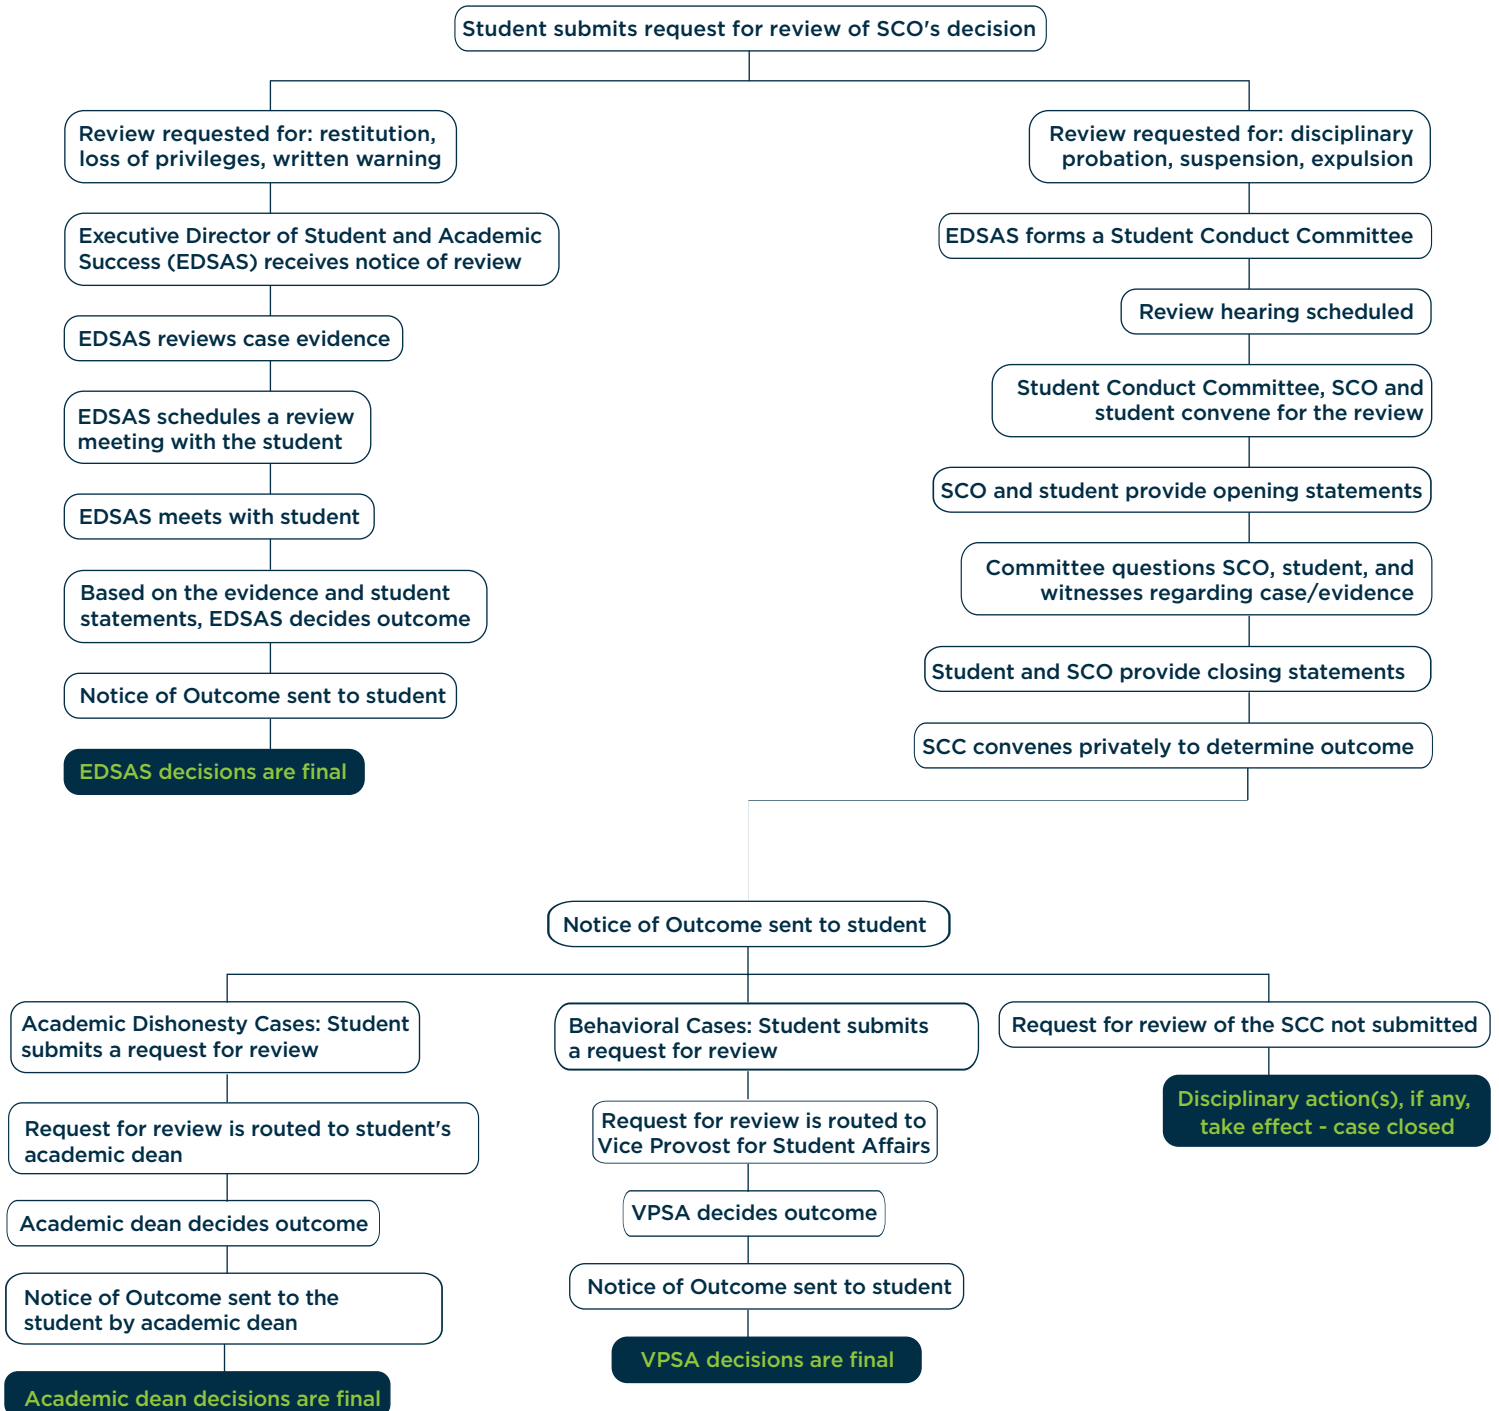 Student submits request for review of SCO's decision
Review requested for: restitution,
loss of privileges, written warning
Executive Director of Student and Academic
Success (EDSAS) receives notice of review
EDSAS reviews case evidence
EDSAS schedules a review
meeting with the student
EDSAS meets with student
Based on the evidence and student
statements, EDSAS decides outcome
Notice of Outcome sent to student
EDSAS decisions are final
Review requested for: disciplinary
probation, suspension, expulsion
EDSAS forms a Student Conduct Committee
Review hearing scheduled
Student Conduct Committee, SCO and
student convene for the review
SCO and student provide opening statements
Committee questions SCO, student, and
witnesses regarding case/evidence
Student and SCO provide closing statements
SCC convenes privately to determine outcome
Notice of Outcome sent to student
Academic Dishonesty Cases: Student
submits a request for review
Request for review is routed to student's
academic dean
Academic dean decides outcome
Notice of Outcome sent to the
student by academic dean
Academic dean decisions are final
Behavioral Cases: Student submits
a request for review
Request for review is routed to
Vice Provost for Student Affairs
VPSA decides outcome
Notice of Outcome sent to student
VPSA decisions are final
Request for review of the SCC not submitted
Disciplinary action(s), if any,
take effect - case closed